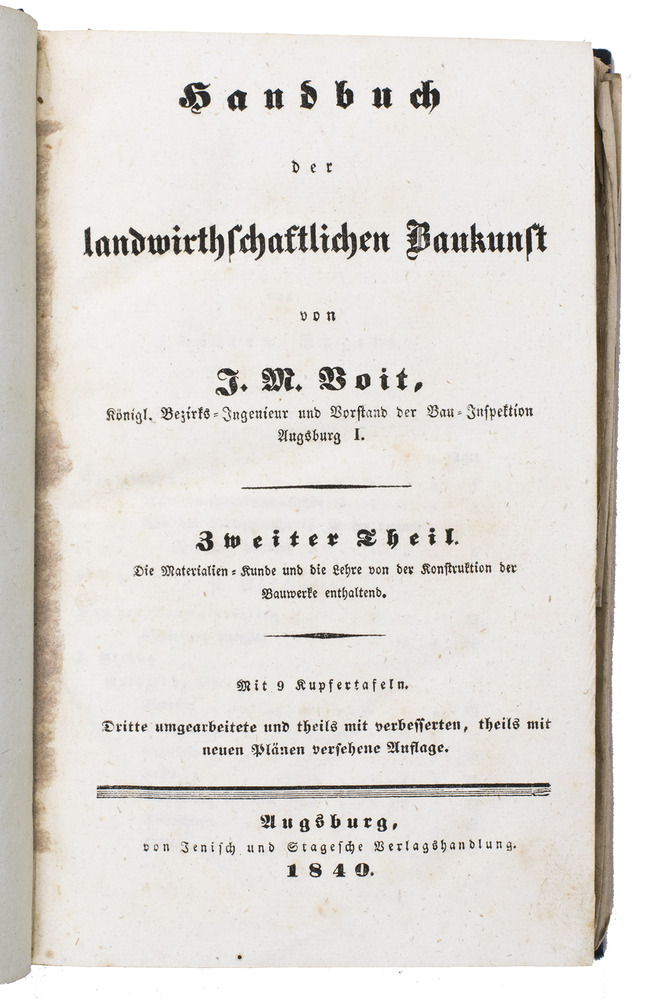 Handbuch
der
landwirthschaftlichen Baukunst
von
J. M. Voit,
Königl. Bezirks-Ingenieur und Vorstand der Bau-Inspektion
Augsburg I.
Zweiter Theil.
Die Materialien-Kunde und die Lehre von der Konstruktion der
Bauwerke enthaltend.
Mit 9 Kupfertafeln.
Dritte umgearbeitete und theils mit verbesserten, theils mit
neuen Plänen versehene Auflage.
Augsburg,
von Jenisch und Stagesche Verlagshandlung.
1840.